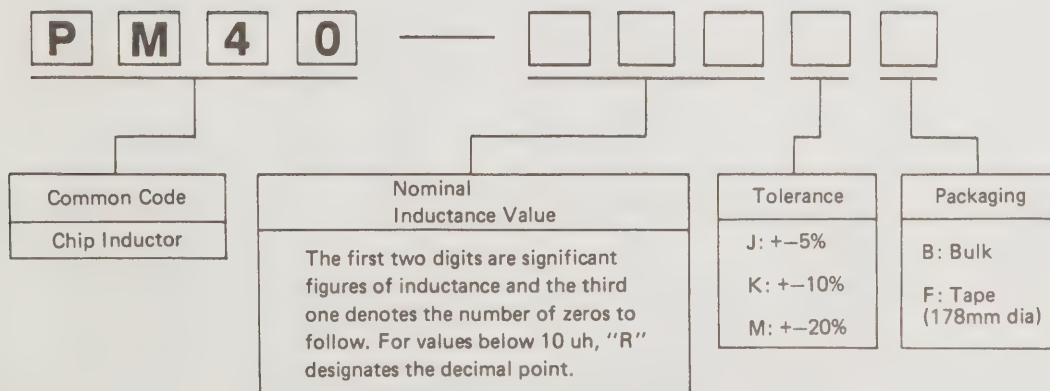 P M 4 0 —
Common Code
Chip Inductor
Nominal
Inductance Value
The first two digits are significant
figures of inductance and the third
one denotes the number of zeros to
follow. For values below 10 uh, "R"
designates the decimal point.
Tolerance
J: +−5%
K: +−10%
M: +−20%
Packaging
B: Bulk
F: Tape
(178mm dia)